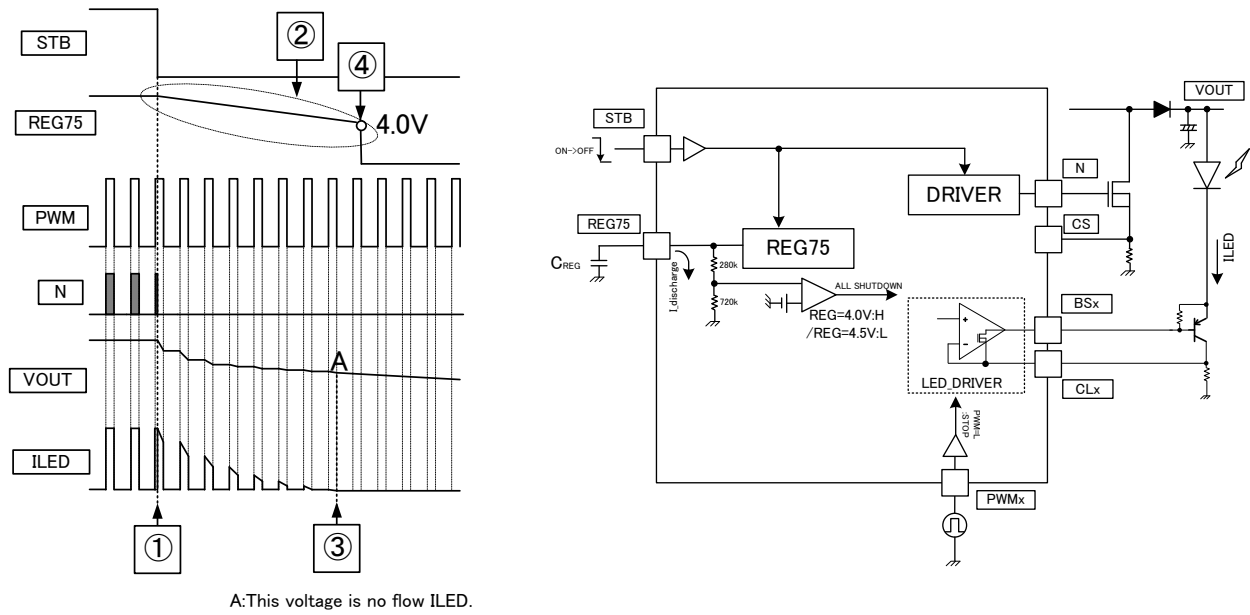 STB
②
④
REG75
4.0V
PWM
N
VOUT
A
ILED
①
③
A:This voltage is no flow ILED.
VOUT
STB
ON->OFF
N
DRIVER
CS
REG75
REG75
CREG
I_discharge
280k
720k
ALL SHUTDOWN
REG=4.0V:H
/REG=4.5V:L
ILED
BSx
+
-
LED_DRIVER
CLx
PWM=L
:STOP
PWMx